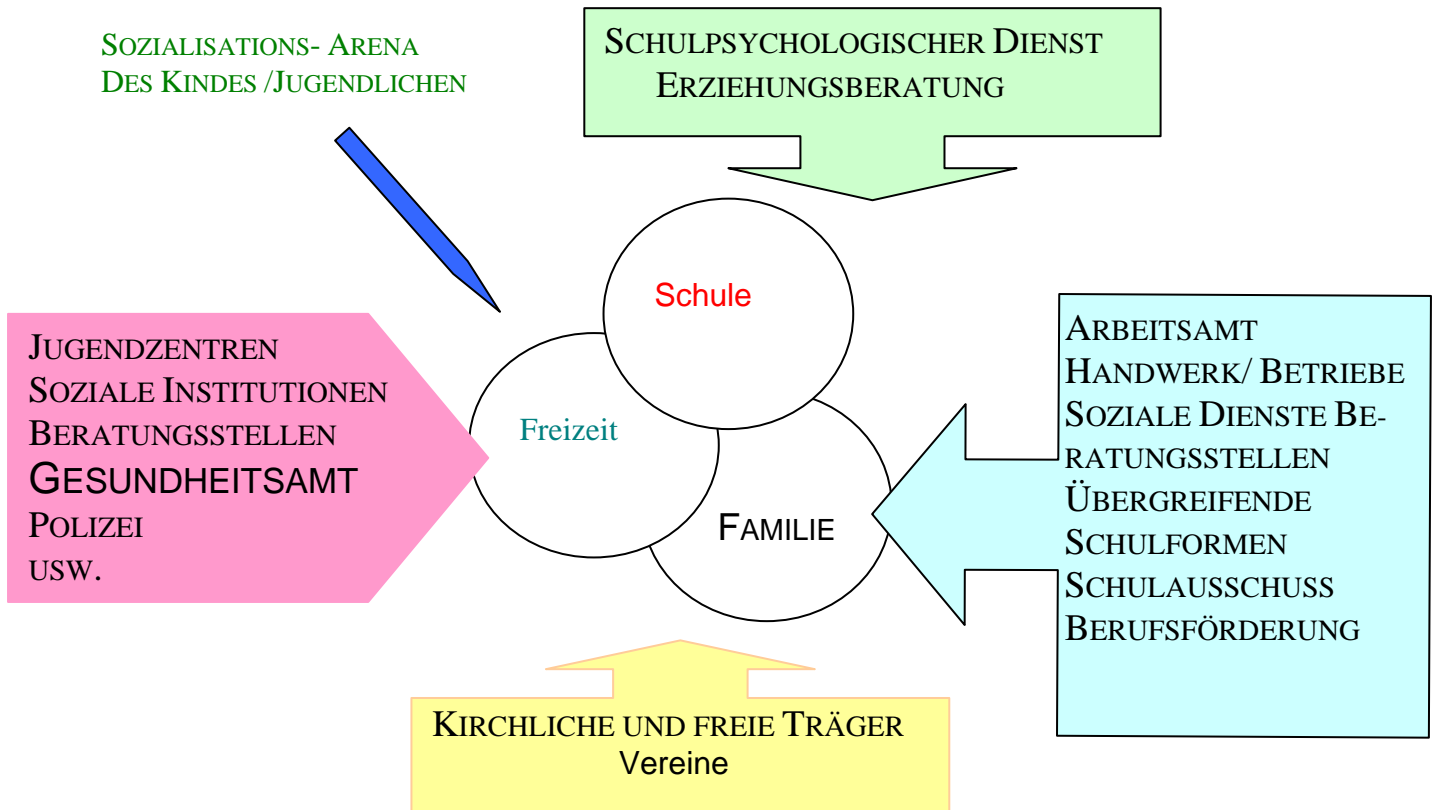 SOZIALISATIONS- ARENA
DES KINDES /JUGENDLICHEN
SCHULPSYCHOLOGISCHER DIENST
ERZIEHUNGSBERATUNG
Schule
Freizeit
FAMILIE
JUGENDZENTREN
SOZIALE INSTITUTIONEN
BERATUNGSSTELLEN
GESUNDHEITSAMT
POLIZEI
USW.
ARBEITSAMT
HANDWERK/ BETRIEBE
SOZIALE DIENSTE BE-
RATUNGSSTELLEN
ÜBERGREIFENDE
SCHULFORMEN
SCHULAUSSCHUSS
BERUFSFÖRDERUNG
KIRCHLICHE UND FREIE TRÄGER
Vereine